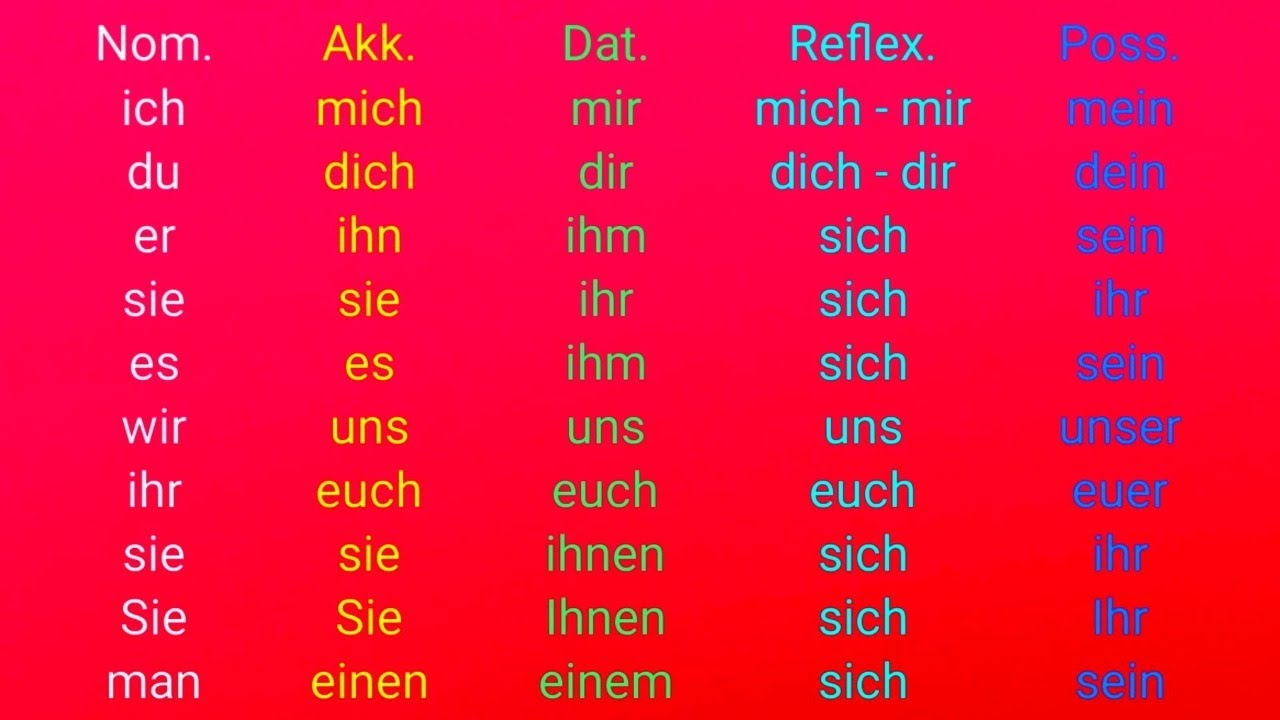 Nom. Akk. Dat. Reflex. Poss.
ich mich mir mich - mir mein
du dich dir dich - dir dein
er ihn ihm sich sein
sie sie ihr sich ihr
es es ihm sich sein
wir uns uns uns unser
ihr euch euch euch euer
sie sie ihnen sich ihr
Sie Sie Ihnen sich Ihr
man einen einem sich sein